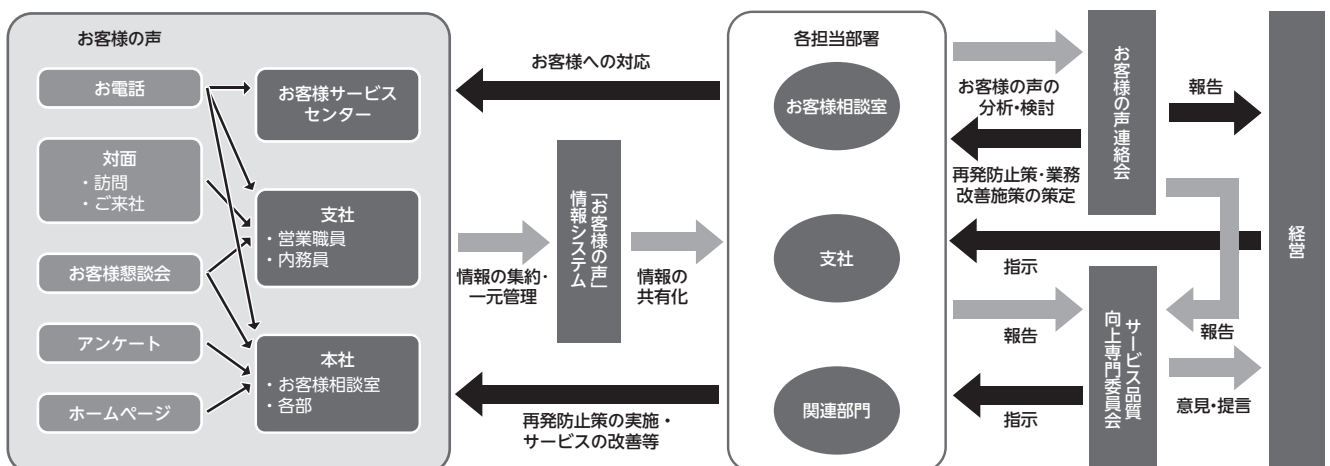 お客様の声
お電話
対面
・訪問
・ご来社
お客様懇談会
アンケート
ホームページ
お客様サービス
センター
支社
・営業職員
・内務員
本社
・お客様相談室
・各部
お客様への対応
情報の集約・
一元管理
「お客様の声」
情報システム
情報の
共有化
再発防止策の実施・
サービスの改善等
各担当部署
お客様相談室
支社
関連部門
お客様の声の
分析・検討
再発防止策・業務
改善施策の策定
お客様の声連絡会
報告
指示
報告
サービス品質
向上専門委員会
報告
指示
意見・提言
経営